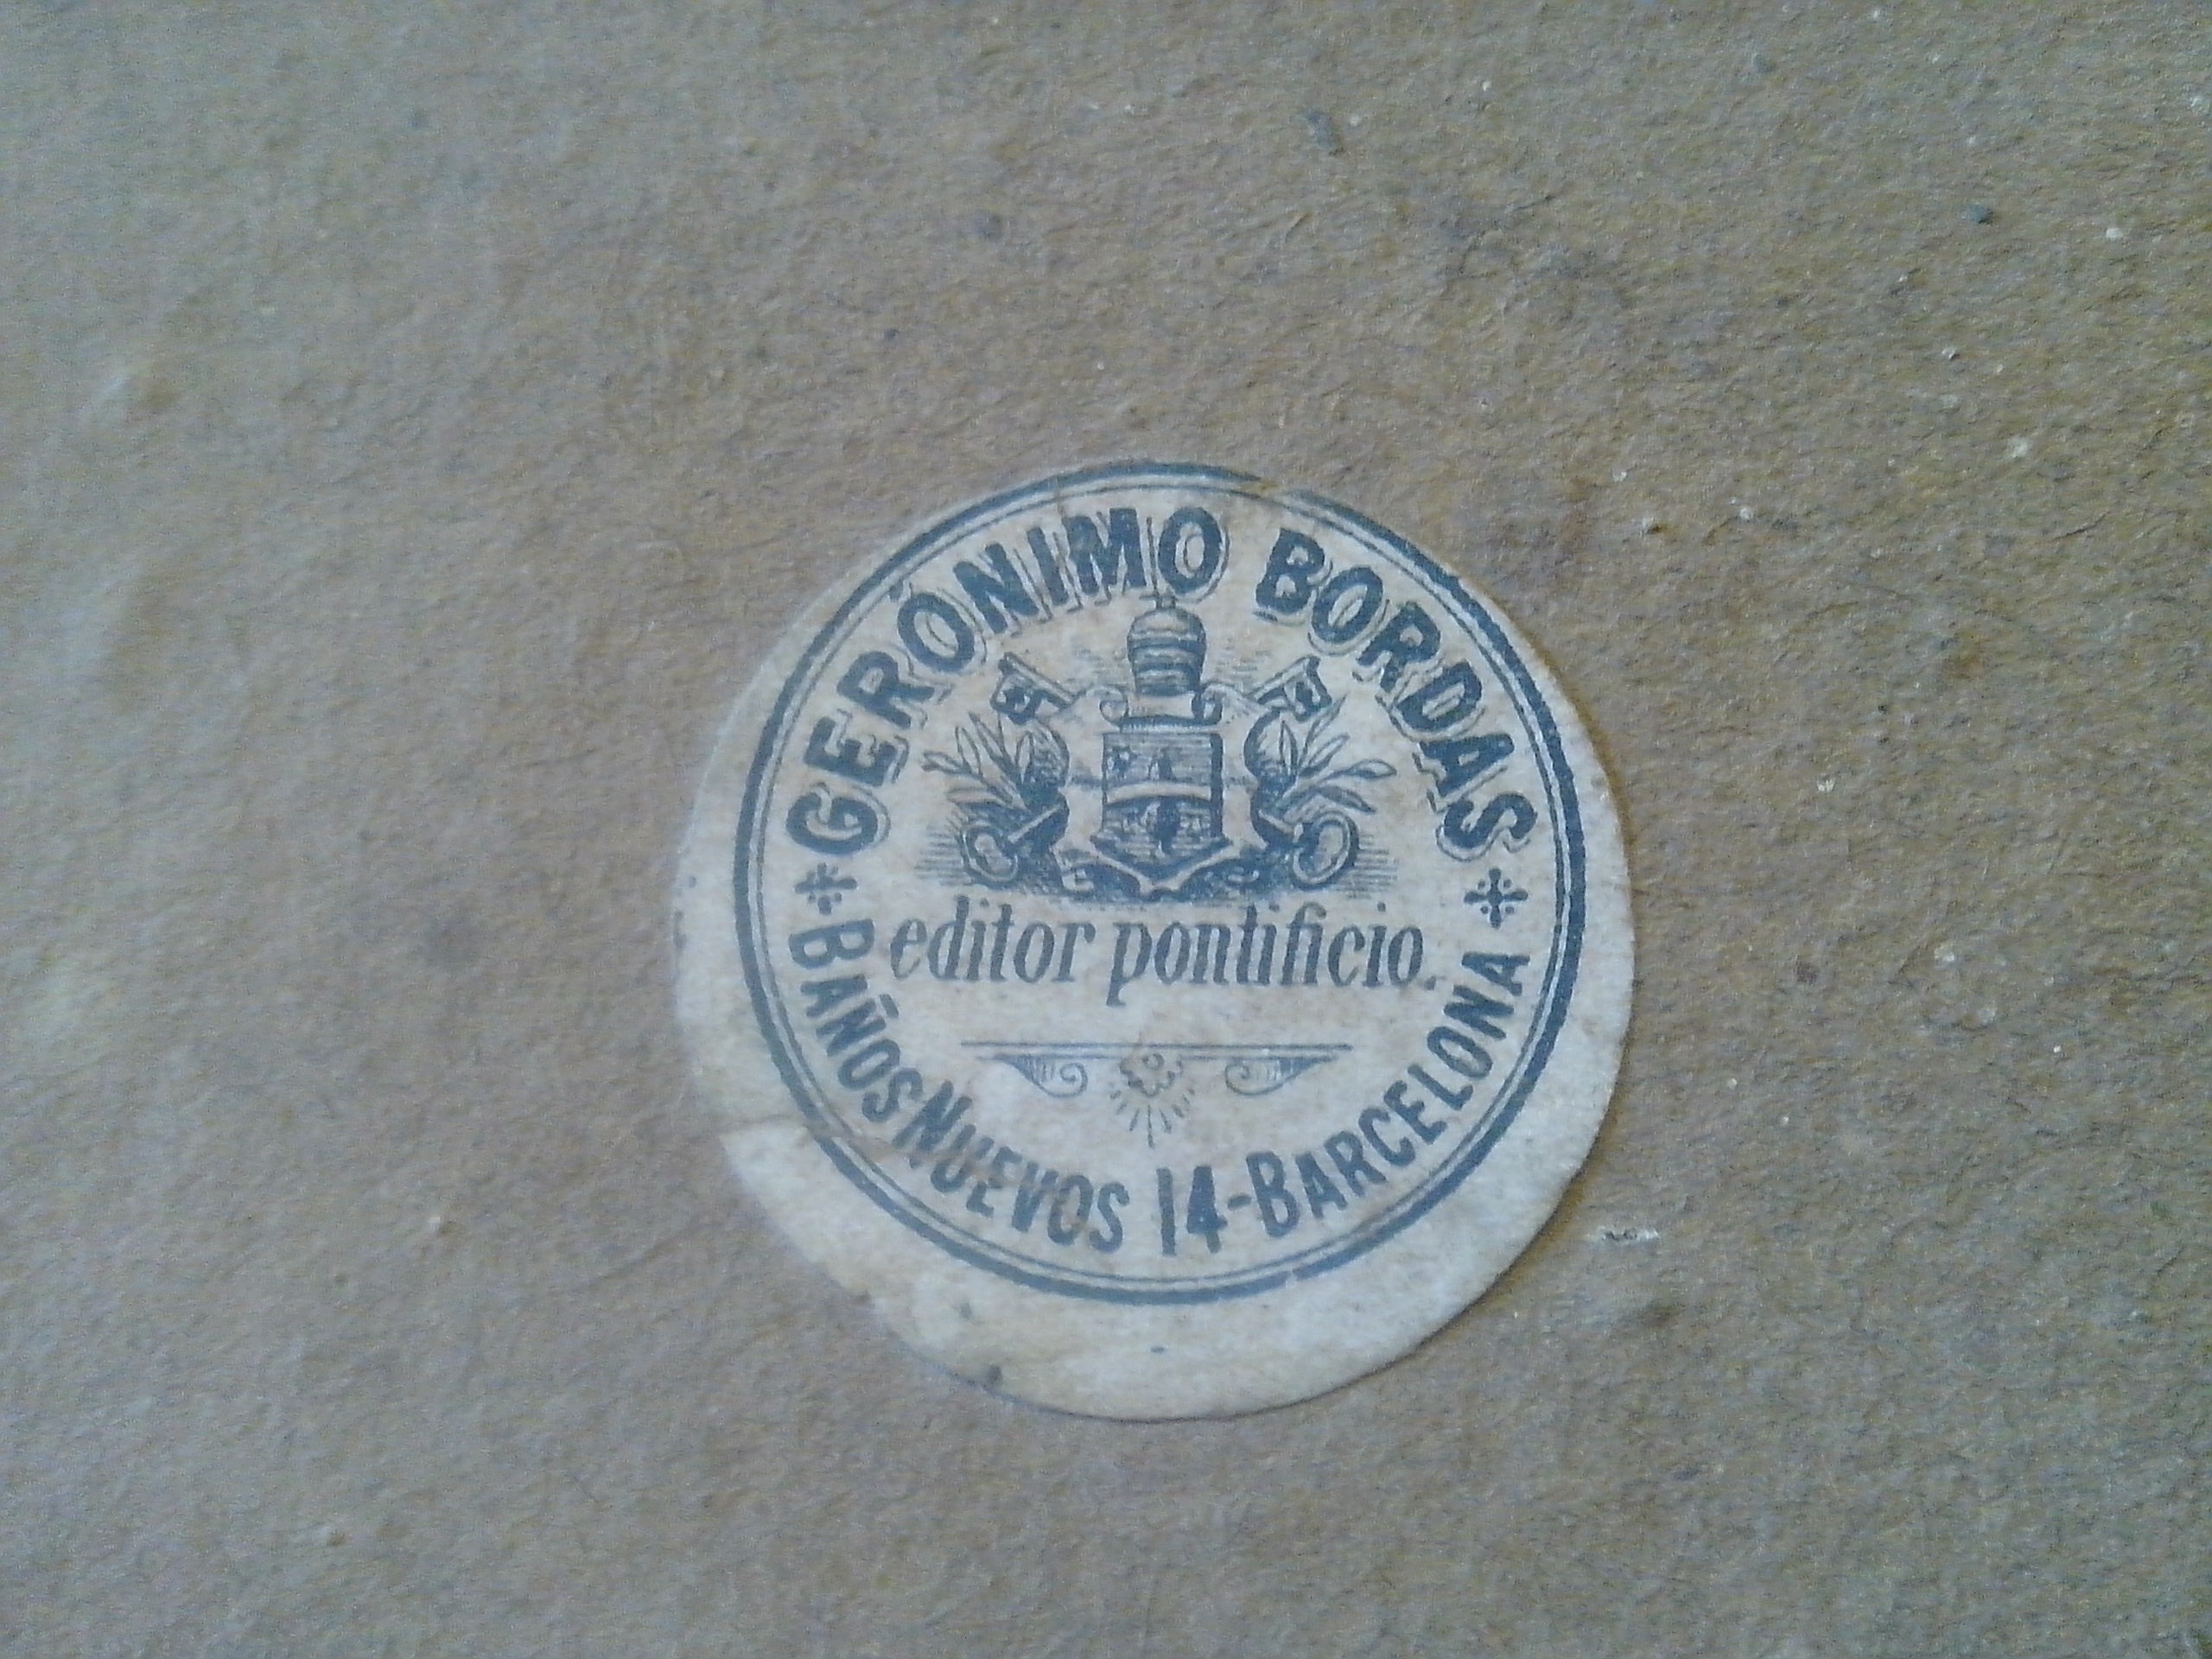 GERÓNIMO BORDAS
editor pontificio.
BAÑOS NUEVOS 14-BARCELONA